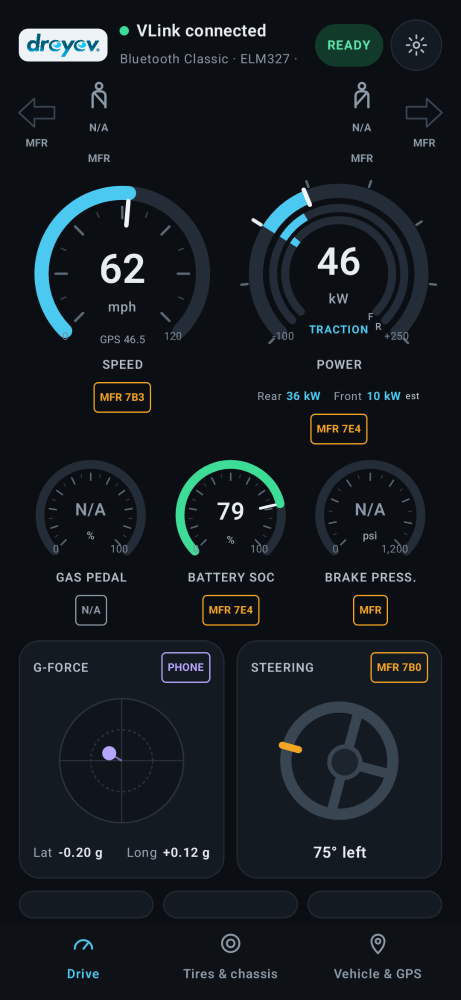 dreyev.
VLink connected
Bluetooth Classic · ELM327 ·
READY
N/A
N/A
MFR
MFR
MFR
MFR
62
mph
0
GPS 46.5
120
SPEED
MFR 7B3
46
kW
TRACTION
F
R
-100
+250
POWER
Rear 36 kW Front 10 kW est
MFR 7E4
N/A
%
0
100
GAS PEDAL
N/A
79
%
0
100
BATTERY SOC
MFR 7E4
N/A
psi
0
1,200
BRAKE PRESS.
MFR
G-FORCE
PHONE
Lat -0.20 g Long +0.12 g
STEERING
MFR 7B0
75° left
Drive
Tires & chassis
Vehicle & GPS